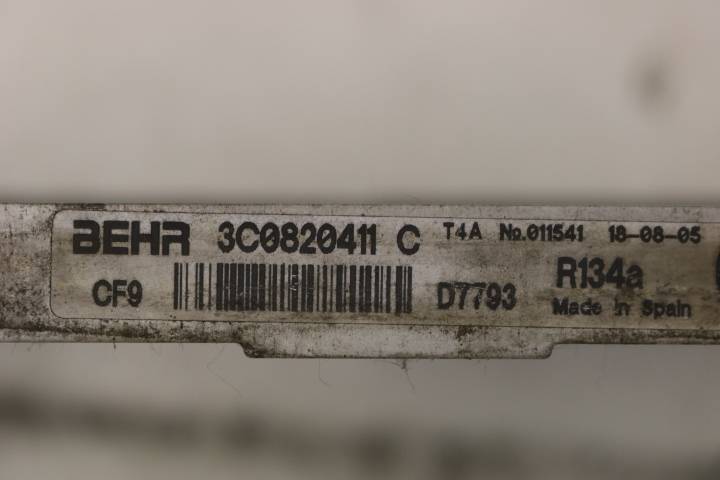 BEHR 3C0820411 C T4A No.011541 18-08-05
CF9 D7793 R134a
Made in Spain